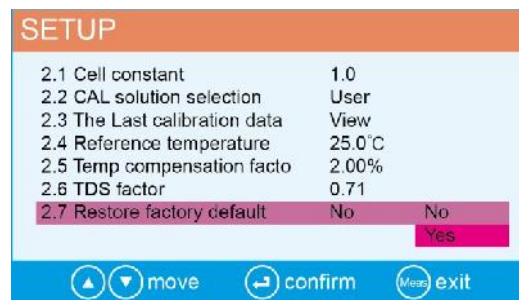 SETUP
2.1 Cell constant 1.0
2.2 CAL solution selection User
2.3 The Last calibration data View
2.4 Reference temperature 25.0°C
2.5 Temp compensation facto 2.00%
2.6 TDS factor 0.71
2.7 Restore factory default No No
Yes
move confirm Meas exit